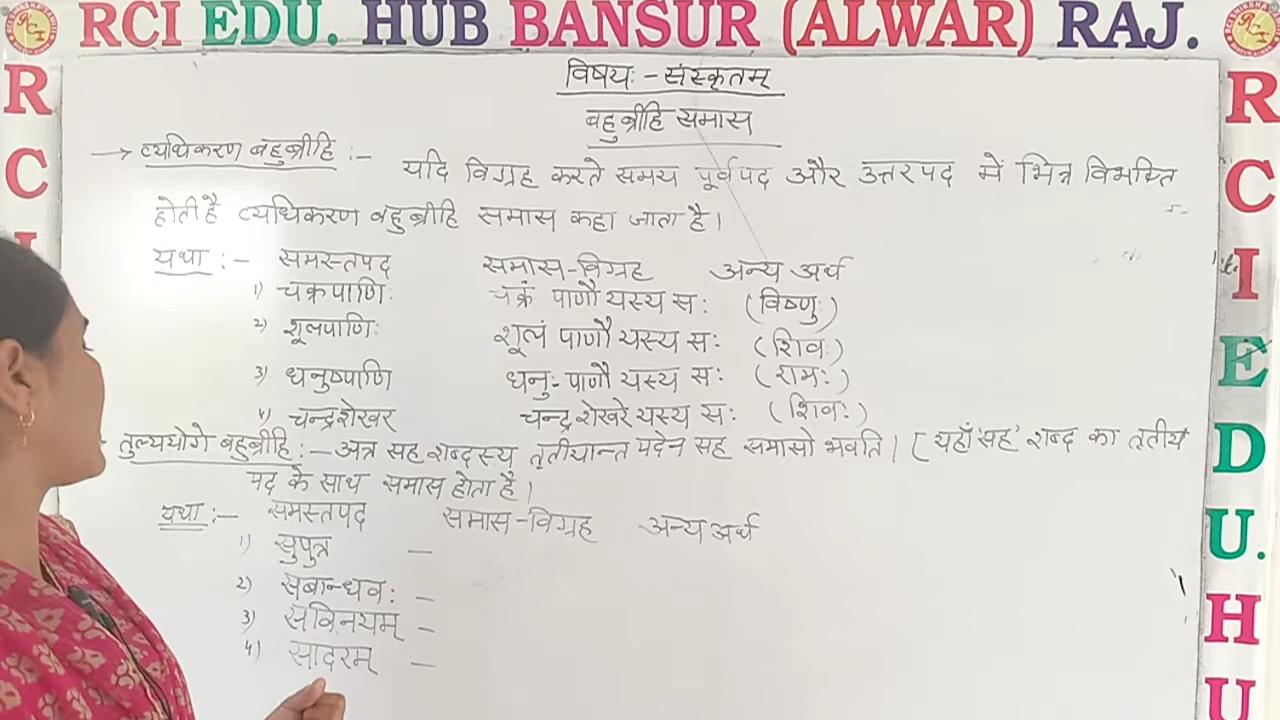 RCI EDU. HUB BANSUR (ALWAR) RAJ.
विषयः - संस्कृतम्
बहुब्रीहि समास
→ व्यधिकरण बहुब्रीहि :- यदि विग्रह करते समय पूर्वपद और उत्तरपद में भिन्न विभक्ति
होती है व्यधिकरण बहुब्रीहि समास कहा जाता है।
यथा :- समस्तपद समास-विग्रह अन्य अर्थ
1) चक्रपाणिः चक्रं पाणौ यस्य सः (विष्णुः)
2) शूलपाणिः शूलं पाणौ यस्य सः (शिवः)
3) धनुष्पाणि धनुः पाणौ यस्य सः (रामः)
4) चन्द्रशेखर चन्द्र शेखरे यस्य सः (शिवः)
तुल्ययोगे बहुब्रीहि :- अत्र सह शब्दस्य तृतीयान्त पदेन सह समासो भवति। [यहाँ 'सह' शब्द का तृतीय
पद के साथ समास होता है।
यथा :- समस्तपद समास-विग्रह अन्य अर्थ
1) सुपुत्र -
2) सबान्धवः -
3) सविनयम् -
4) सादरम् -
R
C
I
R
C
I
E
D
U.
H
U